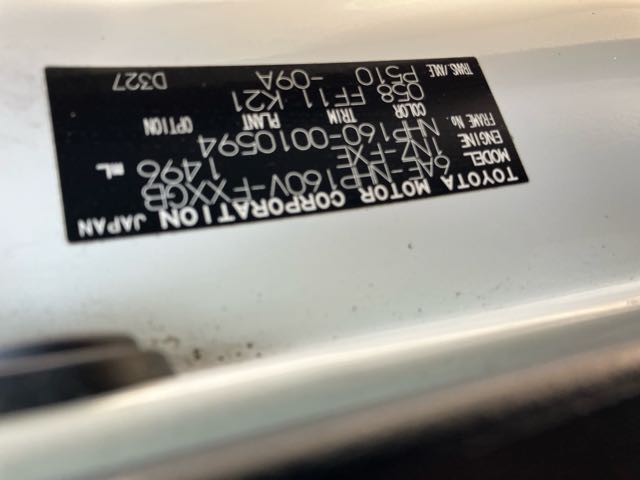 TOYOTA MOTOR CORPORATION JAPAN
MODEL 6AE-NHP160V-FXXGB
ENGINE 1NZ-FXE 1496 mL
FRAME No. NHP160-0010594
COLOR TRIM PLANT OPTION
058 FF11 K21
TRANS./AXLE P510 -09A D327